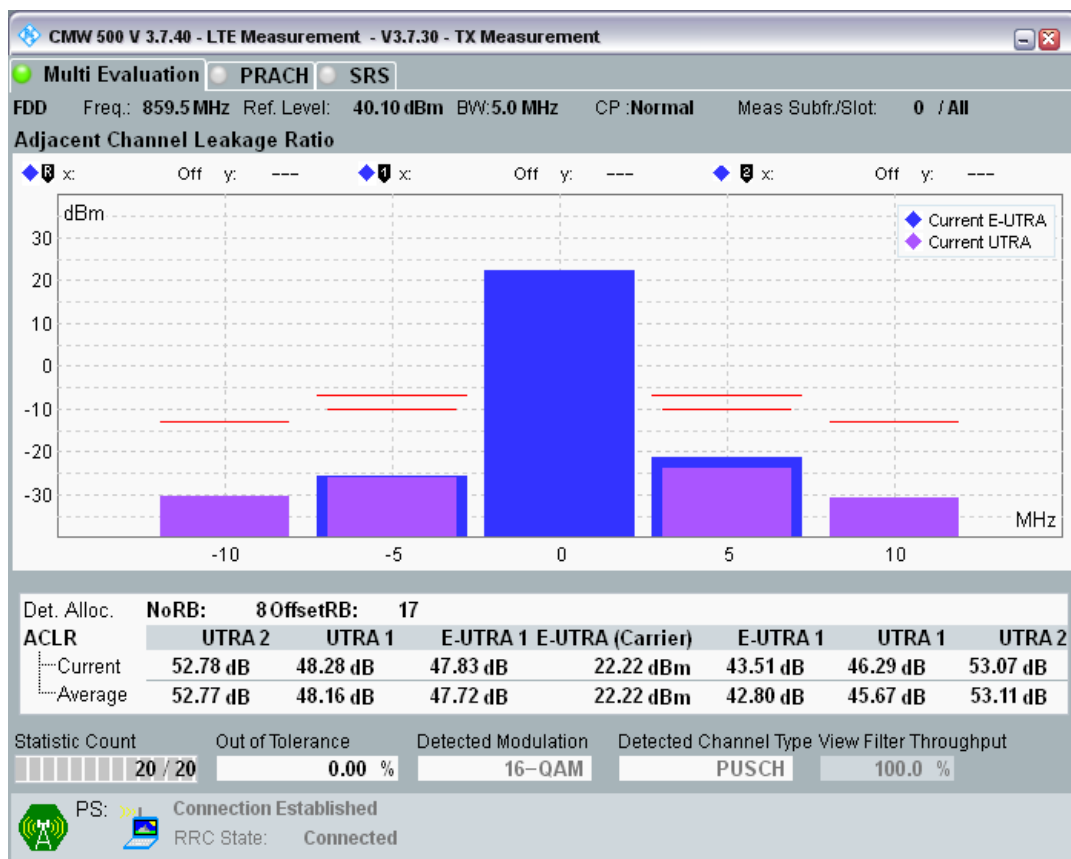 CMW 500 V 3.7.40 - LTE Measurement - V3.7.30 - TX Measurement
Multi Evaluation PRACH SRS
FDD Freq.: 859.5 MHz Ref. Level: 40.10 dBm BW:5.0 MHz CP :Normal Meas Subfr./Slot: 0 / All
Adjacent Channel Leakage Ratio
R x: Off y: --- 1 x: Off y: --- 2 x: Off y: ---
dBm
Current E-UTRA
Current UTRA
30
20
10
0
-10
-20
-30
MHz
-10 -5 0 5 10
Det. Alloc. NoRB: 8 OffsetRB: 17
ACLR UTRA 2 UTRA 1 E-UTRA 1 E-UTRA (Carrier) E-UTRA 1 UTRA 1 UTRA 2
Current 52.78 dB 48.28 dB 47.83 dB 22.22 dBm 43.51 dB 46.29 dB 53.07 dB
Average 52.77 dB 48.16 dB 47.72 dB 22.22 dBm 42.80 dB 45.67 dB 53.11 dB
Statistic Count Out of Tolerance Detected Modulation Detected Channel Type View Filter Throughput
20 / 20 0.00 % 16-QAM PUSCH 100.0 %
PS: Connection Established
RRC State: Connected